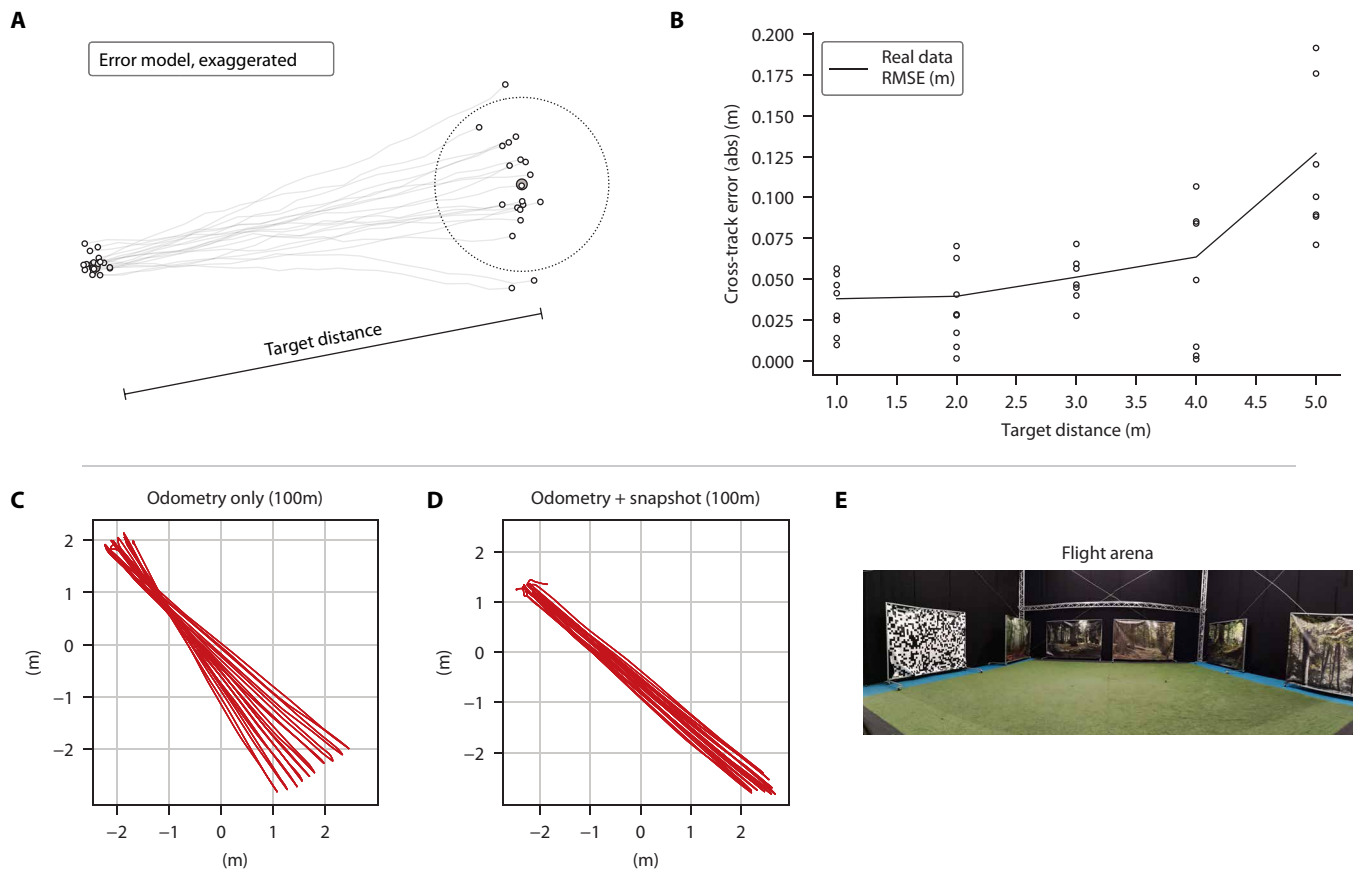 A
Error model, exaggerated
Target distance
B
Real data
RMSE (m)
Cross-track error (abs) (m)
0.200
0.175
0.150
0.125
0.100
0.075
0.050
0.025
0.000
1.0 1.5 2.0 2.5 3.0 3.5 4.0 4.5 5.0
Target distance (m)
C
Odometry only (100m)
(m)
2
1
0
−1
−2
−2 −1 0 1 2
(m)
D
Odometry + snapshot (100m)
(m)
2
1
0
−1
−2
−2 −1 0 1 2
(m)
E
Flight arena